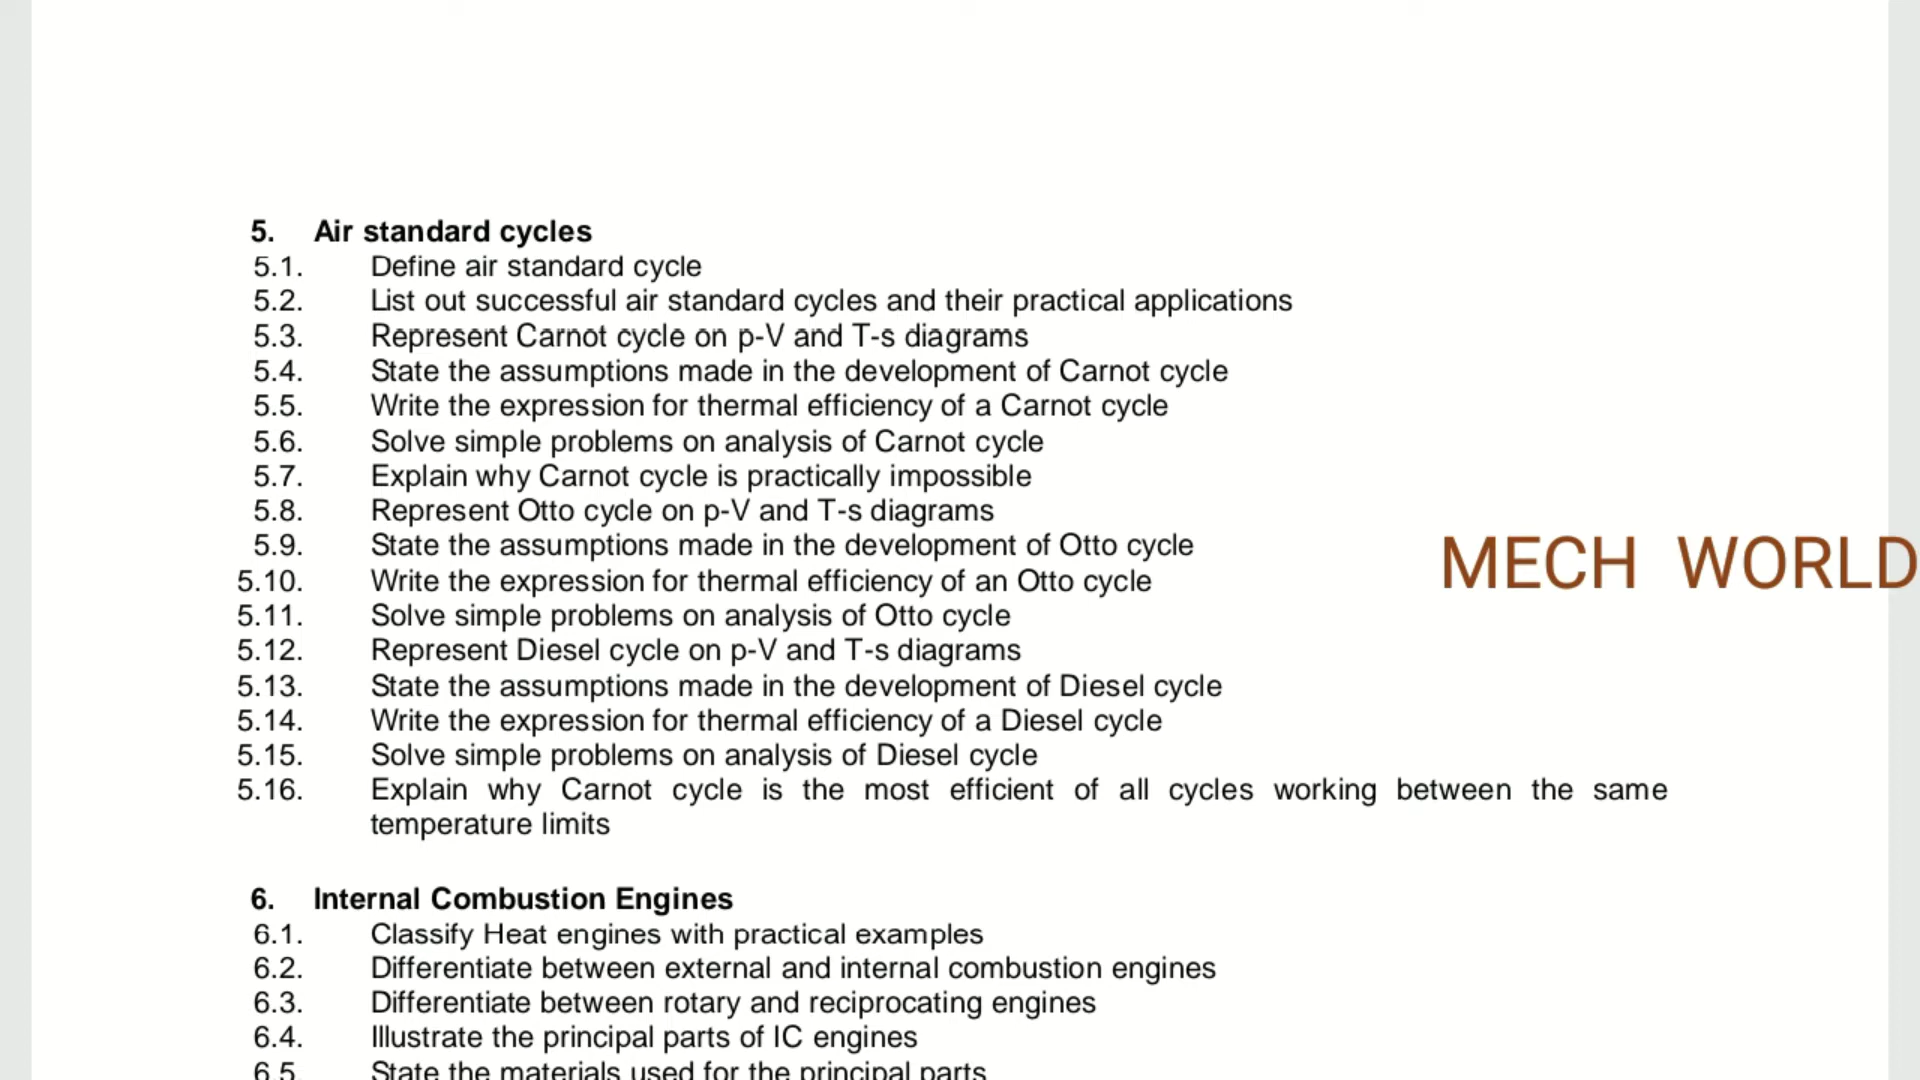 5. Air standard cycles
5.1. Define air standard cycle
5.2. List out successful air standard cycles and their practical applications
5.3. Represent Carnot cycle on p-V and T-s diagrams
5.4. State the assumptions made in the development of Carnot cycle
5.5. Write the expression for thermal efficiency of a Carnot cycle
5.6. Solve simple problems on analysis of Carnot cycle
5.7. Explain why Carnot cycle is practically impossible
5.8. Represent Otto cycle on p-V and T-s diagrams
5.9. State the assumptions made in the development of Otto cycle
MECH WORLD
5.10. Write the expression for thermal efficiency of an Otto cycle
5.11. Solve simple problems on analysis of Otto cycle
5.12. Represent Diesel cycle on p-V and T-s diagrams
5.13. State the assumptions made in the development of Diesel cycle
5.14. Write the expression for thermal efficiency of a Diesel cycle
5.15. Solve simple problems on analysis of Diesel cycle
5.16. Explain why Carnot cycle is the most efficient of all cycles working between the same
temperature limits
6. Internal Combustion Engines
6.1. Classify Heat engines with practical examples
6.2. Differentiate between external and internal combustion engines
6.3. Differentiate between rotary and reciprocating engines
6.4. Illustrate the principal parts of IC engines
6.5. State the materials used for the principal parts